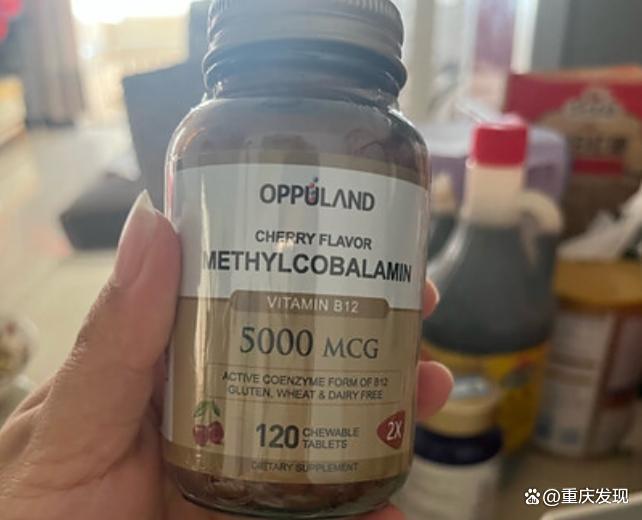 OPPULAND
CHERRY FLAVOR
METHYLCOBALAMIN
VITAMIN B12
5000 MCG
ACTIVE COENZYME FORM OF B12
GLUTEN, WHEAT & DAIRY FREE
120 CHEWABLE
TABLETS
2X
DIETARY SUPPLEMENT
@重庆发现